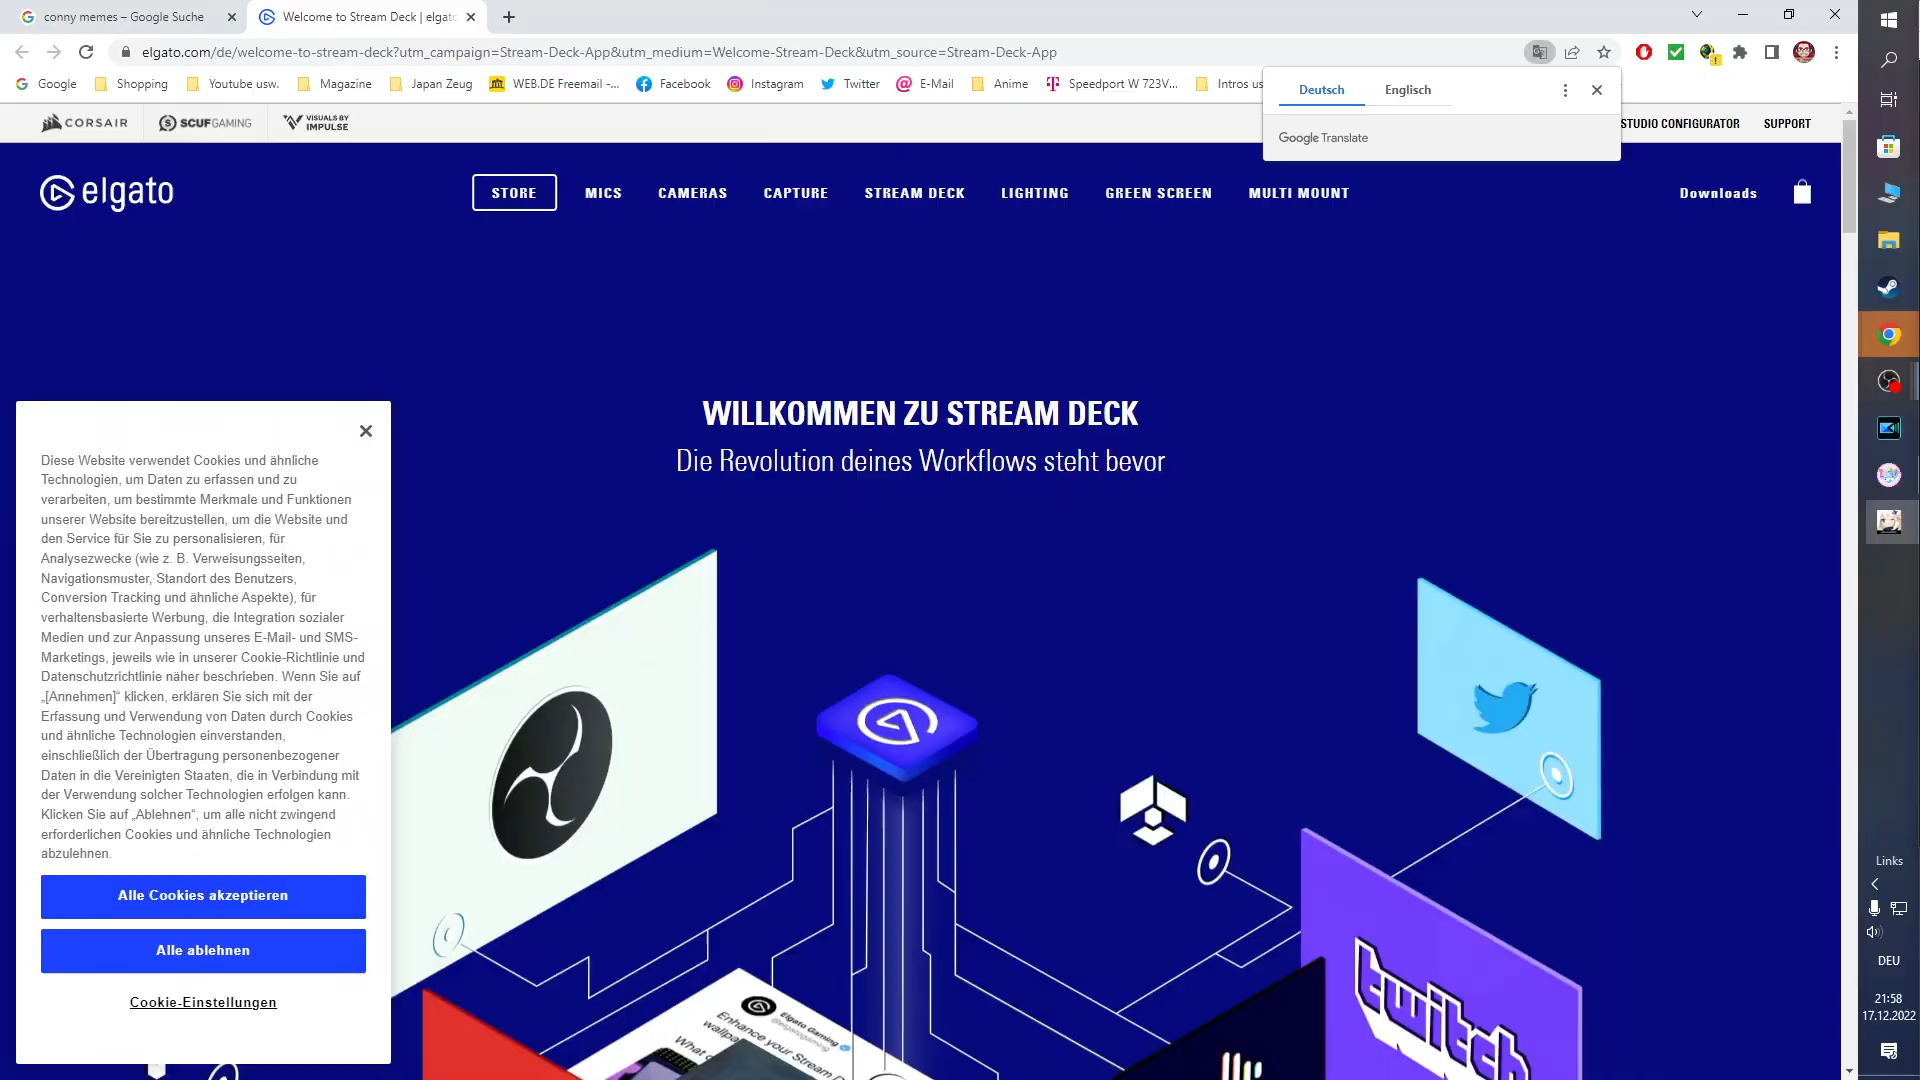 conny memes – Google Suche
Welcome to Stream Deck | elgato
elgato.com/de/welcome-to-stream-deck?utm_campaign=Stream-Deck-App&utm_medium=Welcome-Stream-Deck&utm_source=Stream-Deck-App
Google
Shopping
Youtube usw.
Magazine
Japan Zeug
WEB.DE Freemail -...
Facebook
Instagram
Twitter
E-Mail
Anime
Speedport W 723V...
Intros us
Deutsch
Englisch
Google Translate
CORSAIR
SCUF GAMING
VISUALS BY
IMPULSE
STUDIO CONFIGURATOR
SUPPORT
elgato
STORE
MICS
CAMERAS
CAPTURE
STREAM DECK
LIGHTING
GREEN SCREEN
MULTI MOUNT
Downloads
WILLKOMMEN ZU STREAM DECK
Die Revolution deines Workflows steht bevor
Diese Website verwendet Cookies und ähnliche
Technologien, um Daten zu erfassen und zu
verarbeiten, um bestimmte Merkmale und Funktionen
unserer Website bereitzustellen, um die Website und
den Service für Sie zu personalisieren, für
Analysezwecke (wie z. B. Verweisungsseiten,
Navigationsmuster, Standort des Benutzers,
Conversion Tracking und ähnliche Aspekte), für
verhaltensbasierte Werbung, die Integration sozialer
Medien und zur Anpassung unseres E-Mail- und SMS-
Marketings, jeweils wie in unserer Cookie-Richtlinie und
Datenschutzrichtlinie näher beschrieben. Wenn Sie auf
„[Annehmen]“ klicken, erklären Sie sich mit der
Erfassung und Verwendung von Daten durch Cookies
und ähnliche Technologien einverstanden,
einschließlich der Übertragung personenbezogener
Daten in die Vereinigten Staaten, die in Verbindung mit
der Verwendung solcher Technologien erfolgen kann.
Klicken Sie auf „Ablehnen“, um alle nicht zwingend
erforderlichen Cookies und ähnliche Technologien
abzulehnen.
Alle Cookies akzeptieren
Alle ablehnen
Cookie-Einstellungen
Elgato Gaming
@elgatogaming
Enhance your Stream D
wallpa
What c
twitch
Links
DEU
21:58
17.12.2022